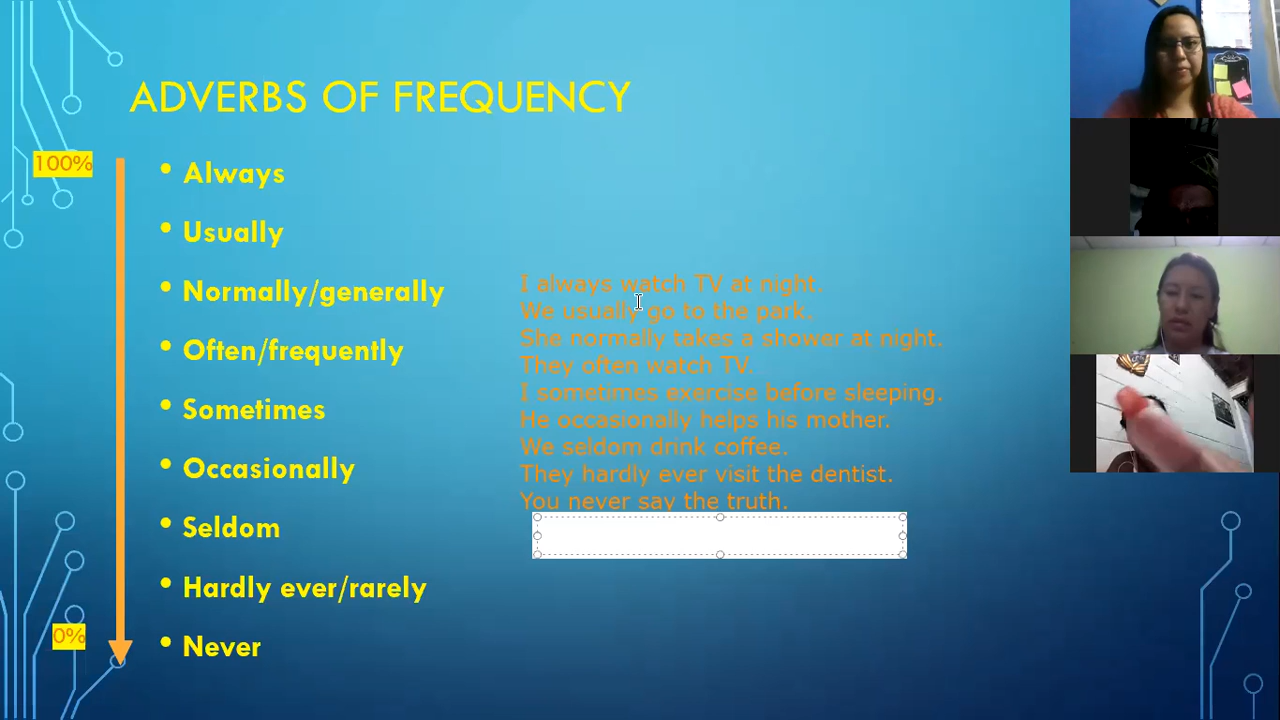 ADVERBS OF FREQUENCY
100%
• Always
• Usually
• Normally/generally
• Often/frequently
• Sometimes
• Occasionally
• Seldom
• Hardly ever/rarely
• Never
0%
I always watch TV at night.
We usually go to the park.
She normally takes a shower at night.
They often watch TV.
I sometimes exercise before sleeping.
He occasionally helps his mother.
We seldom drink coffee.
They hardly ever visit the dentist.
You never say the truth.